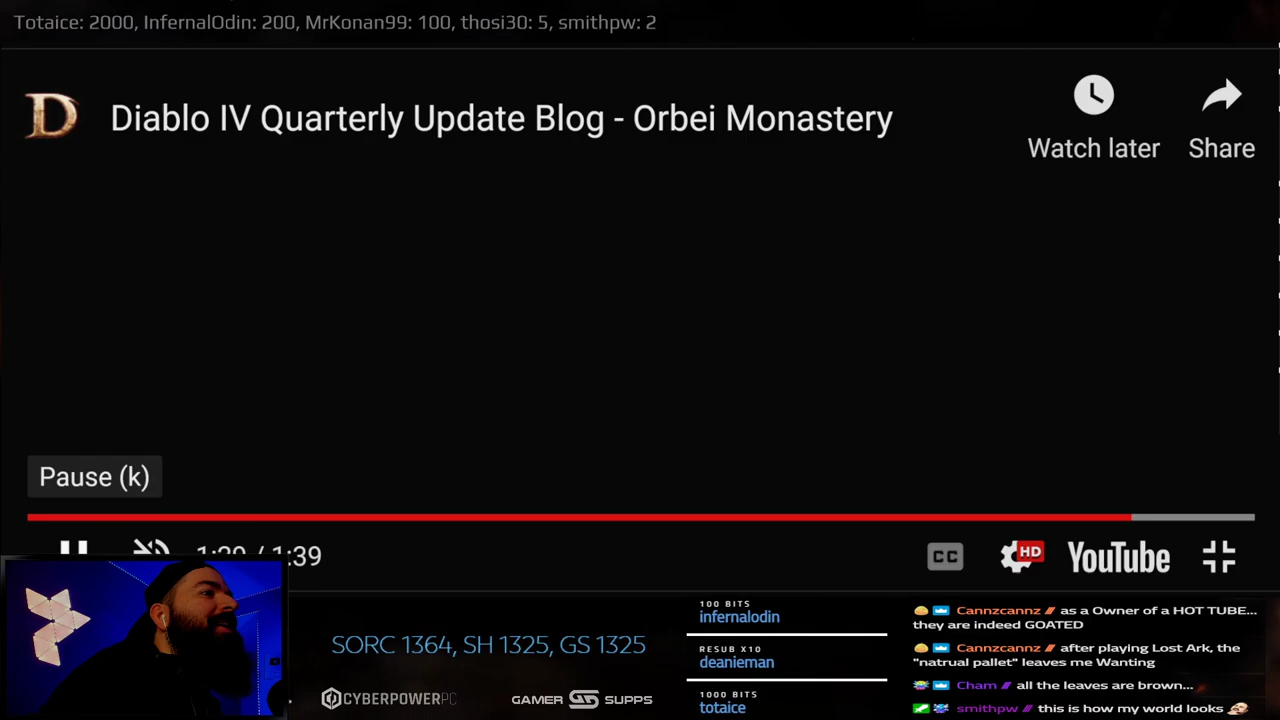 Totaice: 2000, InfernalOdin: 200, MrKonan99: 100, thosi30: 5, smithpw: 2
D Diablo IV Quarterly Update Blog - Orbei Monastery
Watch later Share
Pause (k)
1:29 / 1:39 CC HD YouTube
SORC 1364, SH 1325, GS 1325
CYBERPOWERPC GAMER SUPPS
100 BITS
infernalodin
RESUB X10
deanieman
1000 BITS
totaice
Cannzcannz // as a Owner of a HOT TUBE...
they are indeed GOATED
Cannzcannz // after playing Lost Ark, the
"natrual pallet" leaves me Wanting
Cham // all the leaves are brown...
smithpw // this is how my world looks